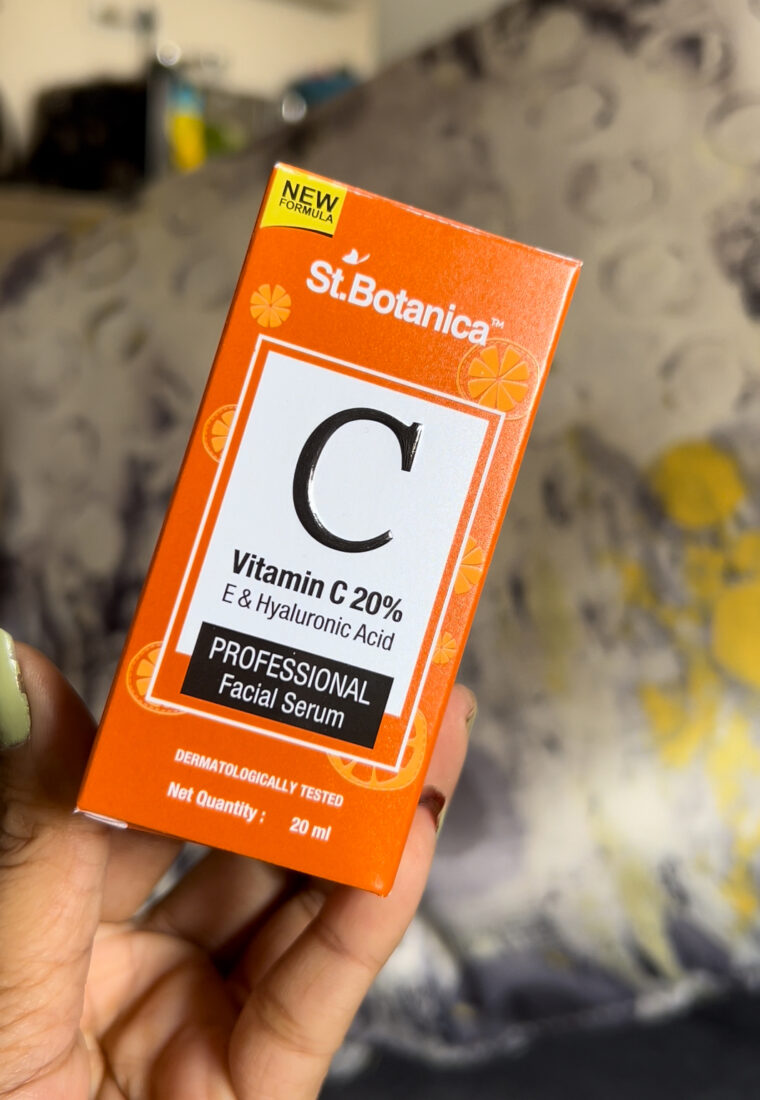 NEW
FORMULA
St.Botanica™
C
Vitamin C 20%
E & Hyaluronic Acid
PROFESSIONAL
Facial Serum
DERMATOLOGICALLY TESTED
Net Quantity : 20 ml